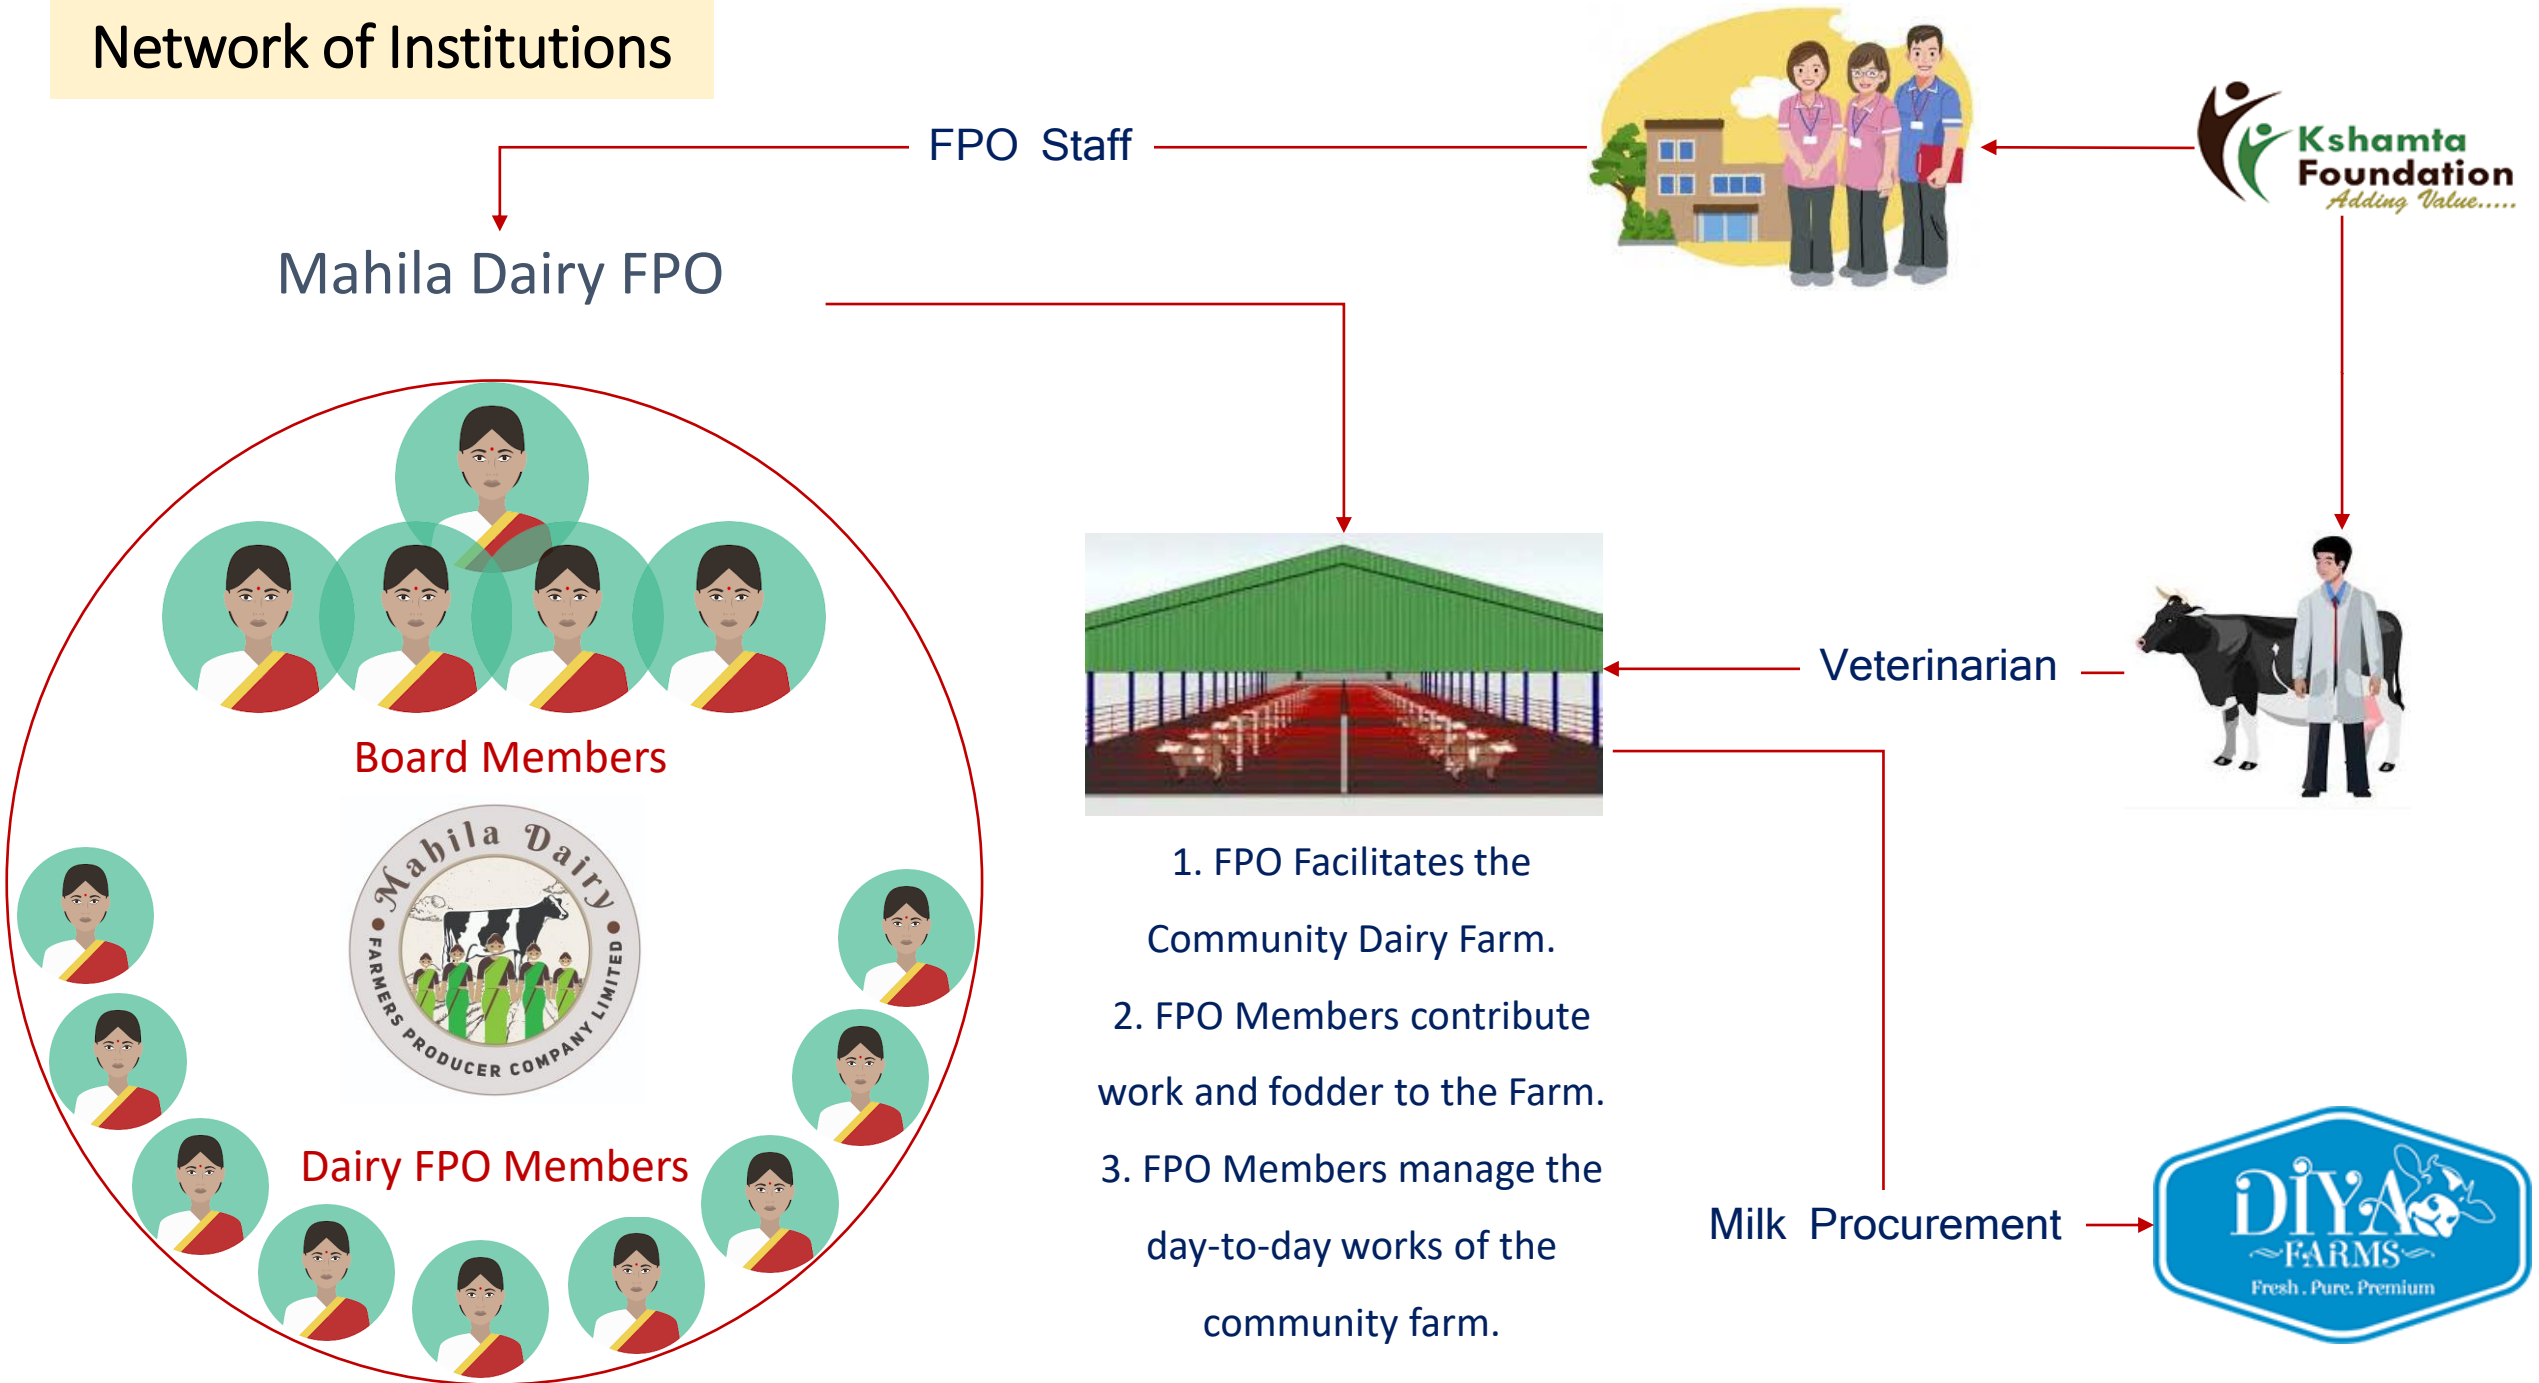 Network of Institutions
FPO Staff
Kshamta
Foundation
Adding Value.....
Mahila Dairy FPO
Board Members
Veterinarian
Mahila Dairy
FARMERS PRODUCER COMPANY LIMITED
Dairy FPO Members
1. FPO Facilitates the
Community Dairy Farm.
2. FPO Members contribute
work and fodder to the Farm.
3. FPO Members manage the
day-to-day works of the
community farm.
Milk Procurement
DIYA
FARMS
Fresh . Pure. Premium